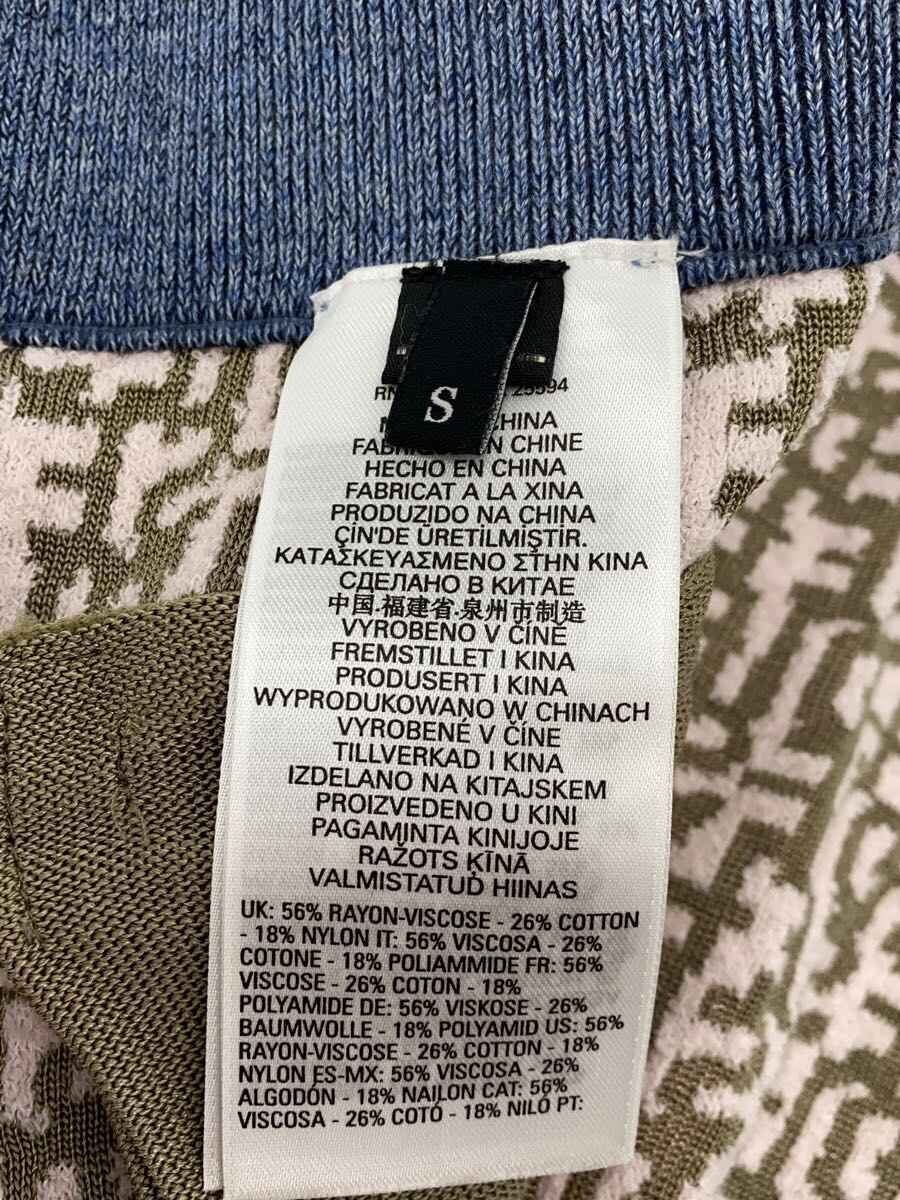 S
RN 25594
CHINA
EN CHINE
HECHO EN CHINA
FABRICAT A LA XINA
PRODUZIDO NA CHINA
ÇİN'DE ÜRETİLMİŞTİR.
ΚΑΤΑΣΚΕΥΑΣΜΕΝΟ ΣΤΗΝ ΚΙΝΑ
СДЕЛАНО В КИТАЕ
中国.福建省.泉州市制造
VYROBENO V ČÍNĚ
FREMSTILLET I KINA
PRODUSERT I KINA
WYPRODUKOWANO W CHINACH
VYROBENÉ V ČÍNE
TILLVERKAD I KINA
IZDELANO NA KITAJSKEM
PROIZVEDENO U KINI
PAGAMINTA KINIJOJE
RAŽOTS ĶĪNĀ
VALMISTATUD HIINAS
UK: 56% RAYON-VISCOSE - 26% COTTON
- 18% NYLON IT: 56% VISCOSA - 26%
COTONE - 18% POLIAMMIDE FR: 56%
VISCOSE - 26% COTON - 18%
POLYAMIDE DE: 56% VISKOSE - 26%
BAUMWOLLE - 18% POLYAMID US: 56%
RAYON-VISCOSE - 26% COTTON - 18%
NYLON ES-MX: 56% VISCOSA - 26%
ALGODÓN - 18% NAILON CAT: 56%
VISCOSA - 26% COTÓ - 18% NILÓ PT: